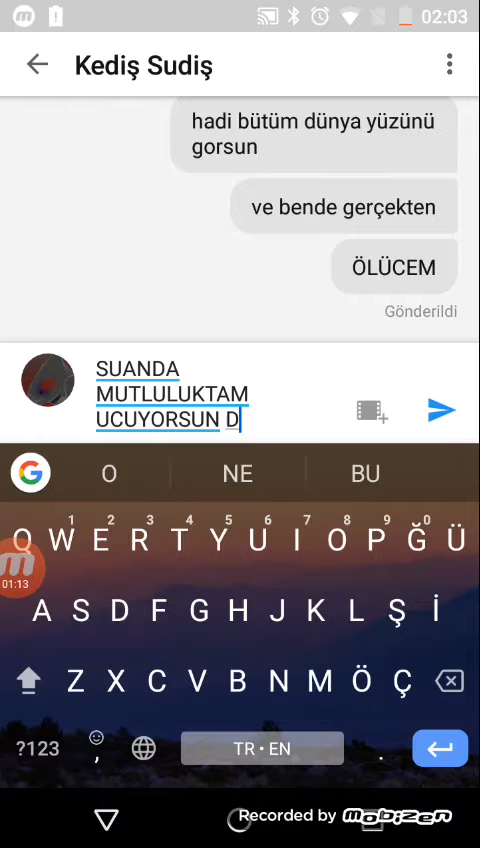 02:03
Kediş Sudiş
hadi bütüm dünya yüzünü
gorsun
ve bende gerçekten
ÖLÜCEM
Gönderildi
SUANDA
MUTLULUKTAM
UCUYORSUN D
G O NE BU
1 2 3 4 5 6 7 8 9 0
Q W E R T Y U I O P Ğ Ü
01:13
A S D F G H J K L Ş İ
Z X C V B N M Ö Ç
?123 , TR • EN .
Recorded by Mobizen